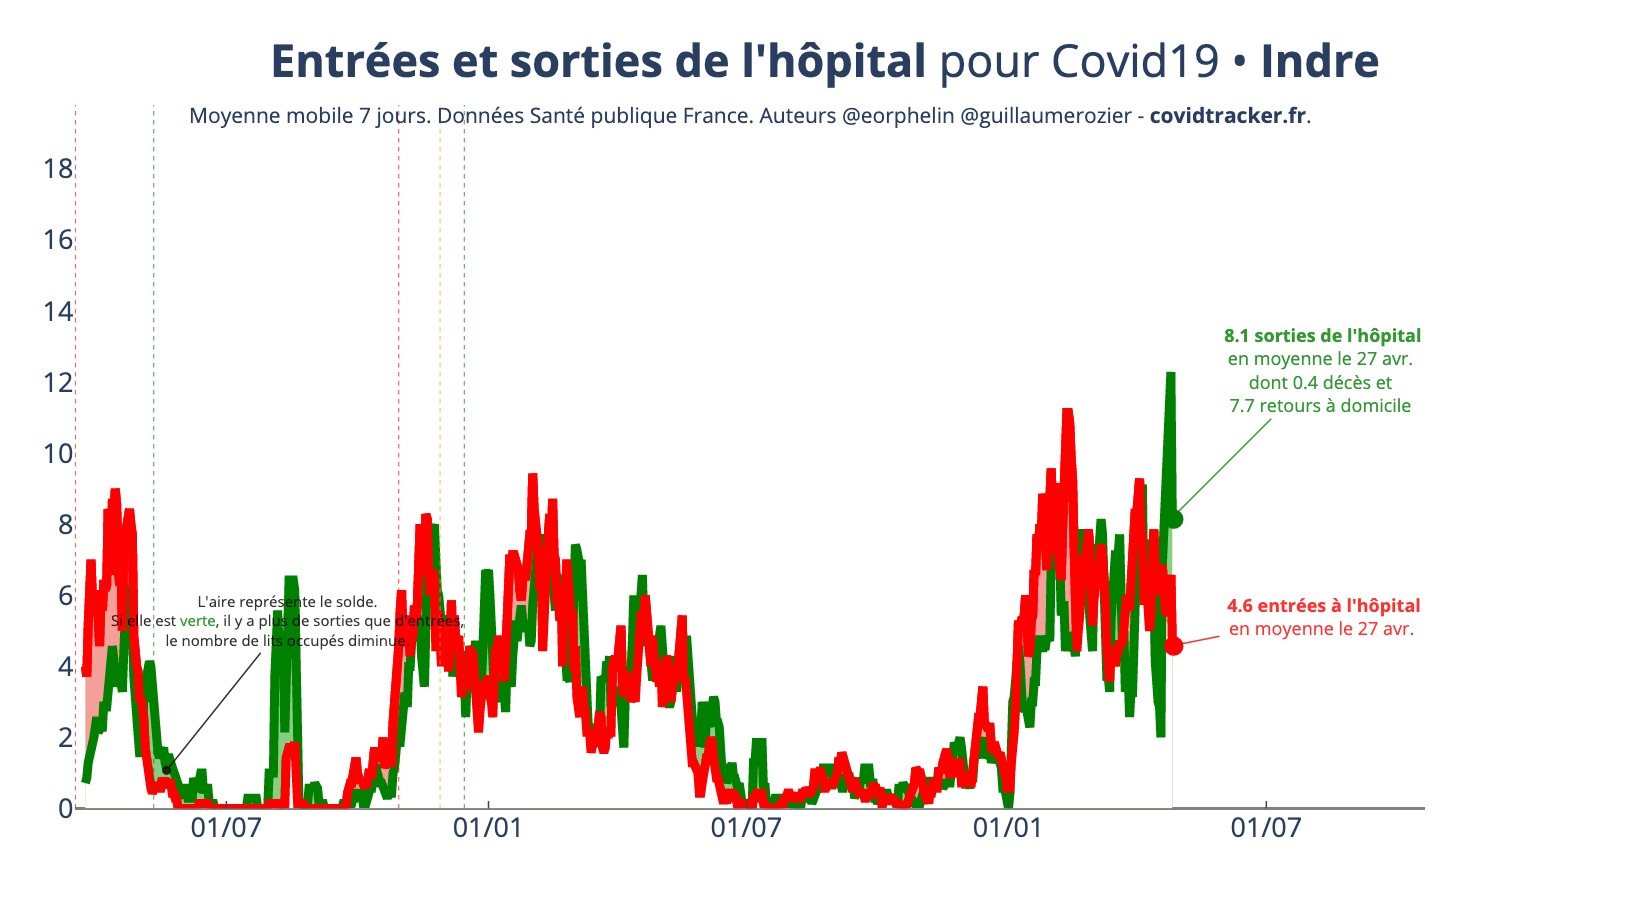 Entrées et sorties de l'hôpital pour Covid19 • Indre
Moyenne mobile 7 jours. Données Santé publique France. Auteurs @eorphelin @guillaumerozier - covidtracker.fr.
18
16
14
12
10
8
6
4
2
0
8.1 sorties de l'hôpital
en moyenne le 27 avr.
dont 0.4 décès et
7.7 retours à domicile
L'aire représente le solde.
Si elle est verte, il y a plus de sorties que d'entrées,
le nombre de lits occupés diminue.
4.6 entrées à l'hôpital
en moyenne le 27 avr.
01/07
01/01
01/07
01/01
01/07